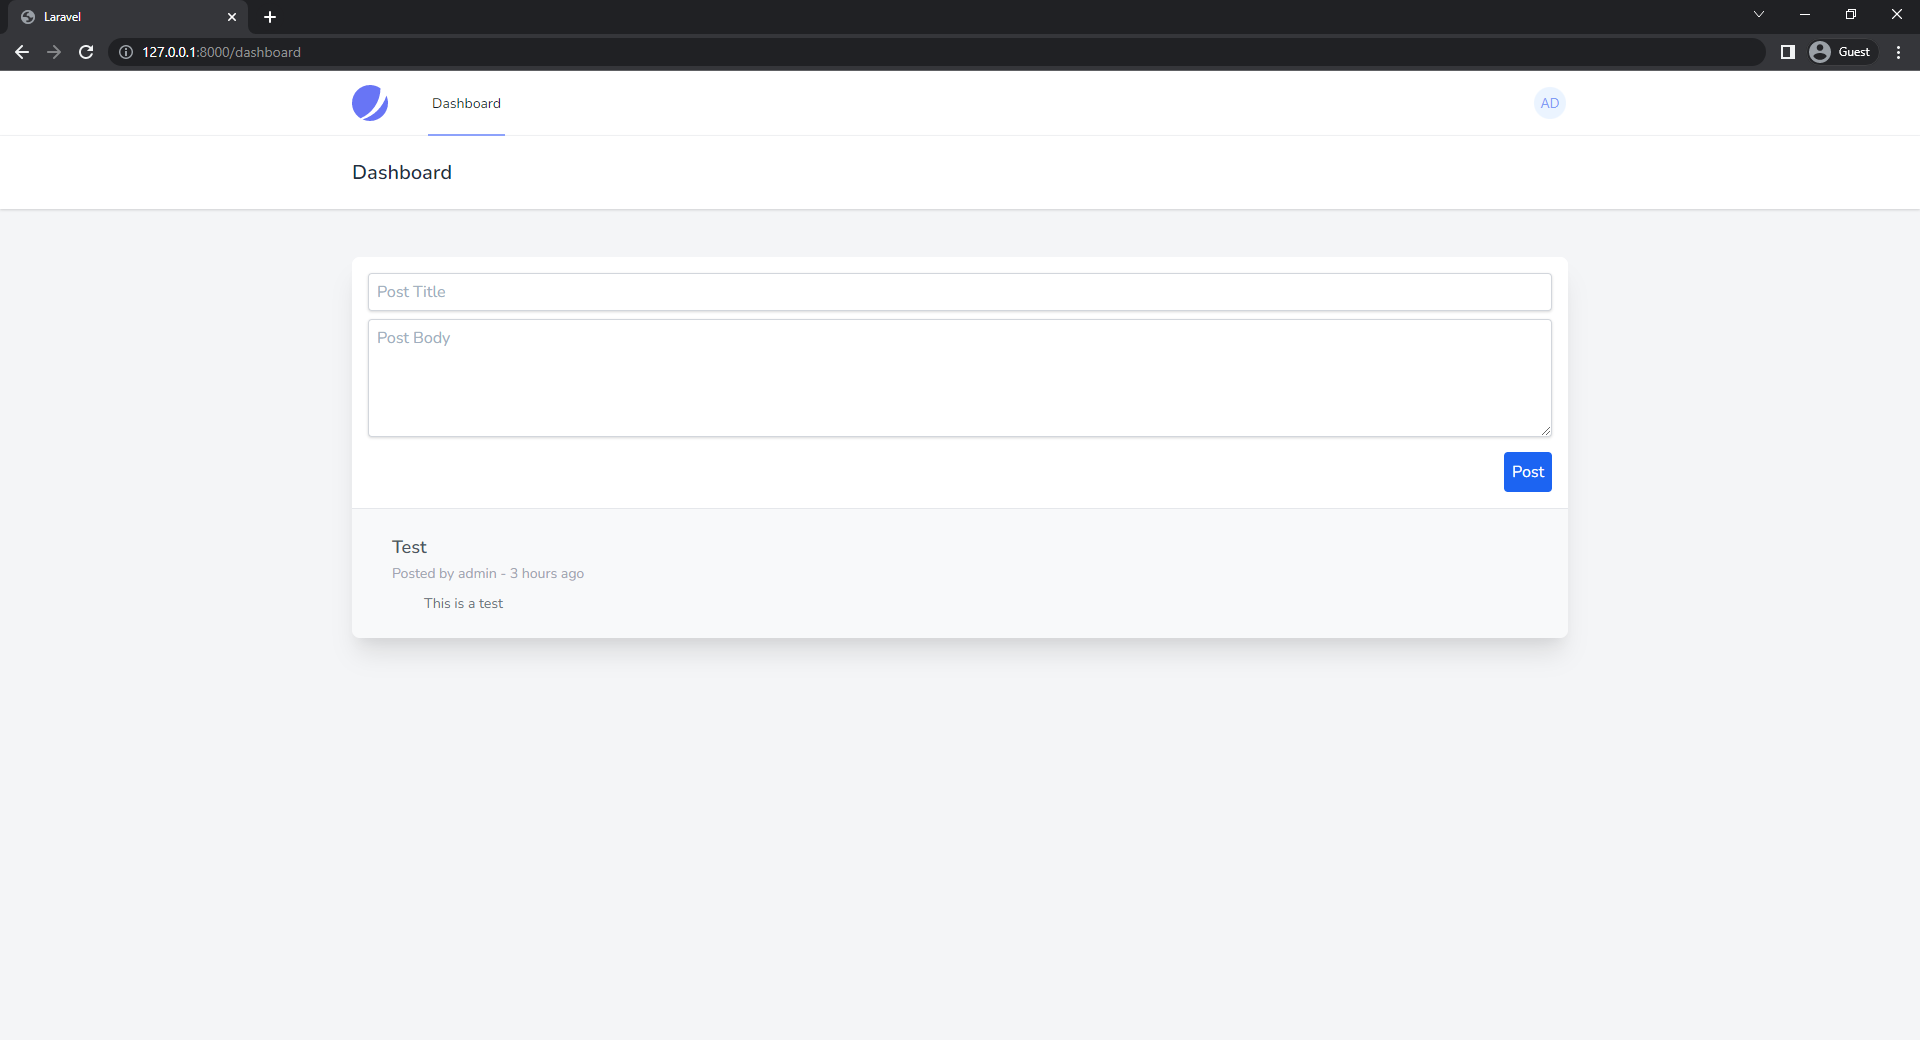 Laravel
127.0.0.1:8000/dashboard
Guest
Dashboard
AD
Dashboard
Post Title
Post Body
Post
Test
Posted by admin - 3 hours ago
This is a test